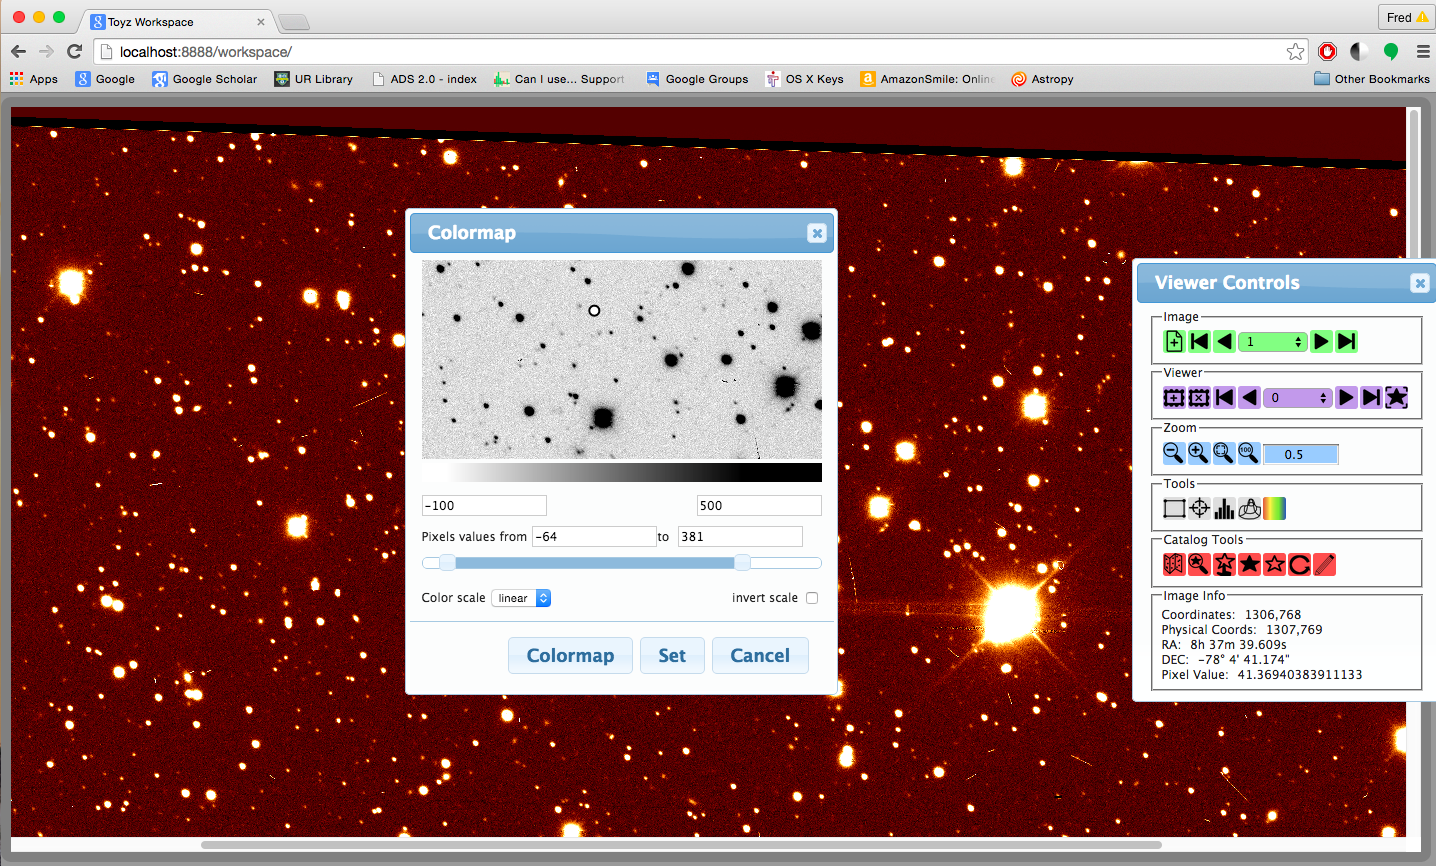 Toyz Workspace
Fred
localhost:8888/workspace/
Apps Google Google Scholar UR Library ADS 2.0 - index Can I use... Support Google Groups OS X Keys AmazonSmile: Online Astropy Other Bookmarks
Colormap
-100 500
Pixels values from -64 to 381
Color scale linear invert scale
Colormap Set Cancel
Viewer Controls
Image
1
Viewer
0
Zoom
100 0.5
Tools
Catalog Tools
Image Info
Coordinates: 1306,768
Physical Coords: 1307,769
RA: 8h 37m 39.609s
DEC: -78° 4' 41.174"
Pixel Value: 41.36940383911133